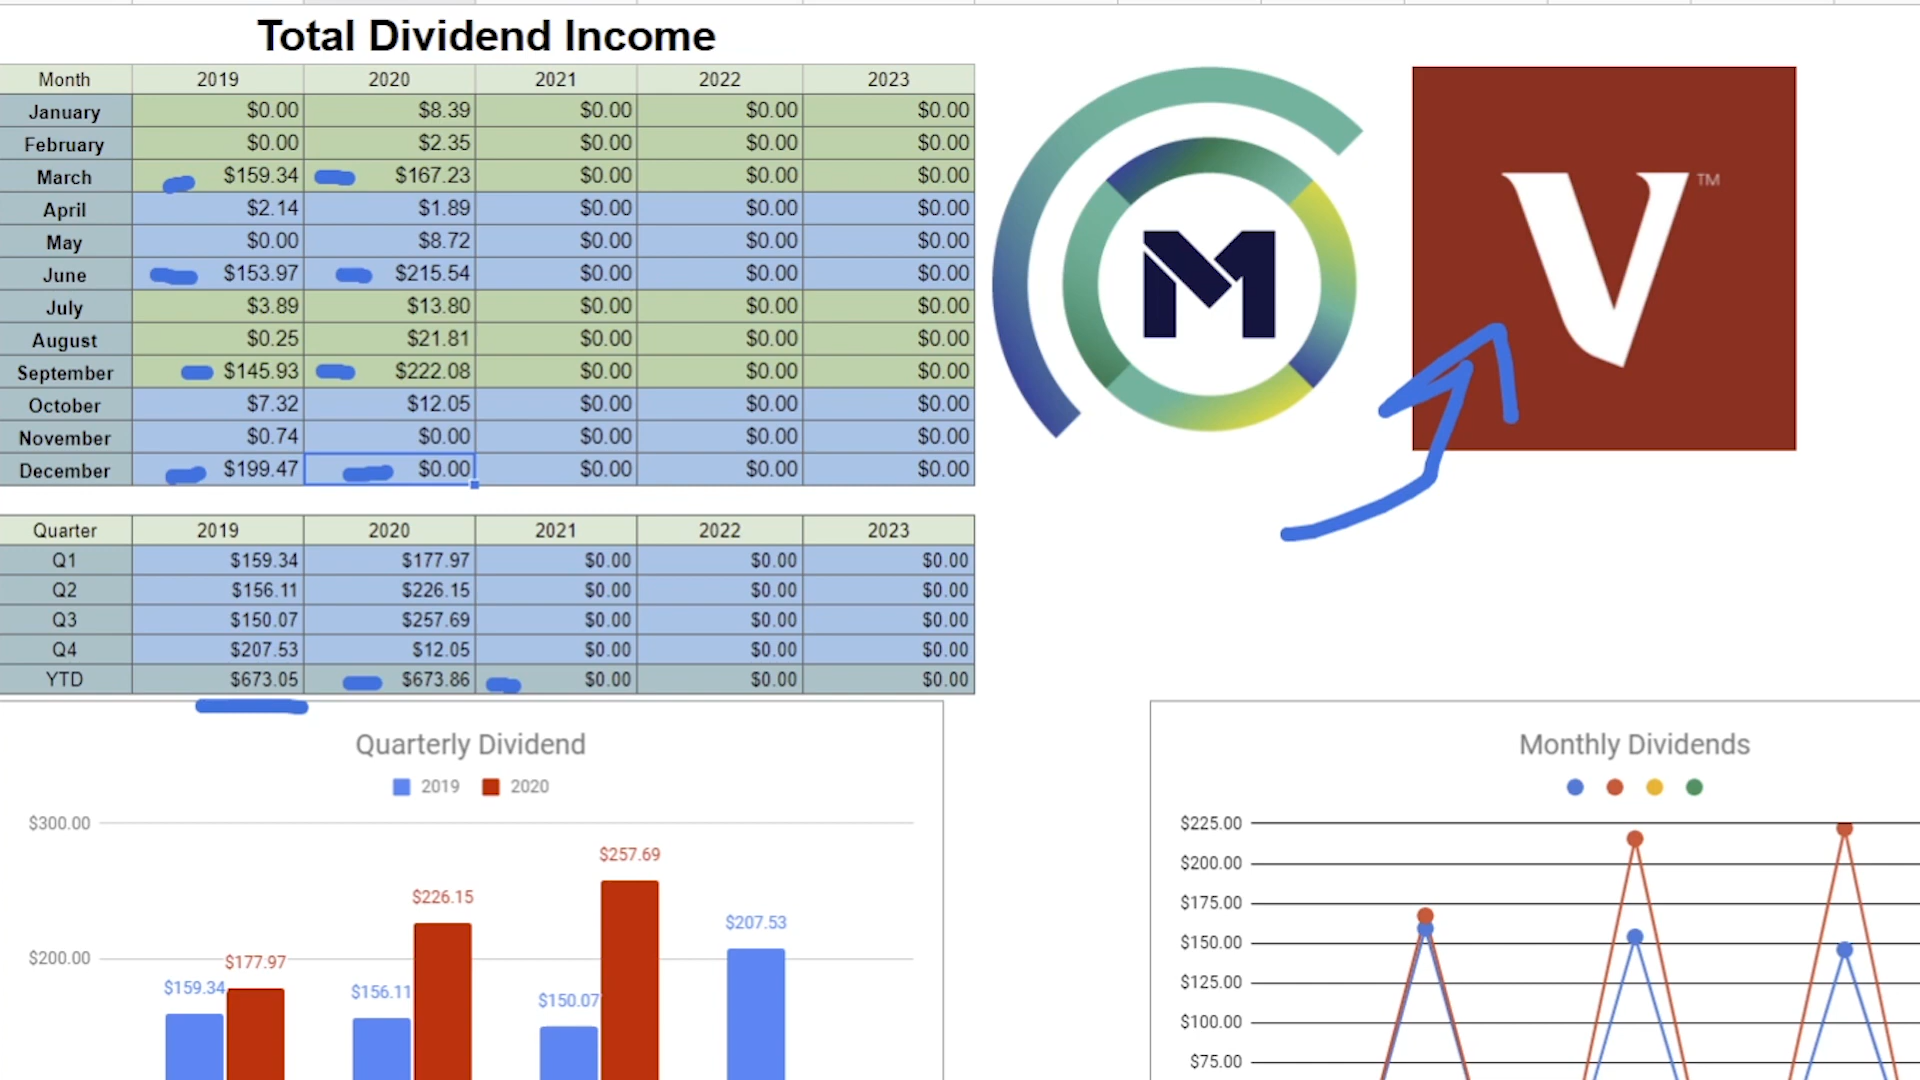 Total Dividend Income
Month 2019 2020 2021 2022 2023
January $0.00 $8.39 $0.00 $0.00 $0.00
February $0.00 $2.35 $0.00 $0.00 $0.00
March $159.34 $167.23 $0.00 $0.00 $0.00
April $2.14 $1.89 $0.00 $0.00 $0.00
May $0.00 $8.72 $0.00 $0.00 $0.00
June $153.97 $215.54 $0.00 $0.00 $0.00
July $3.89 $13.80 $0.00 $0.00 $0.00
August $0.25 $21.81 $0.00 $0.00 $0.00
September $145.93 $222.08 $0.00 $0.00 $0.00
October $7.32 $12.05 $0.00 $0.00 $0.00
November $0.74 $0.00 $0.00 $0.00 $0.00
December $199.47 $0.00 $0.00 $0.00 $0.00
Quarter 2019 2020 2021 2022 2023
Q1 $159.34 $177.97 $0.00 $0.00 $0.00
Q2 $156.11 $226.15 $0.00 $0.00 $0.00
Q3 $150.07 $257.69 $0.00 $0.00 $0.00
Q4 $207.53 $12.05 $0.00 $0.00 $0.00
YTD $673.05 $673.86 $0.00 $0.00 $0.00
M
V TM
Quarterly Dividend
2019 2020
$300.00
$200.00
$159.34
$177.97
$156.11
$226.15
$150.07
$257.69
$207.53
Monthly Dividends
$225.00
$200.00
$175.00
$150.00
$125.00
$100.00
$75.00